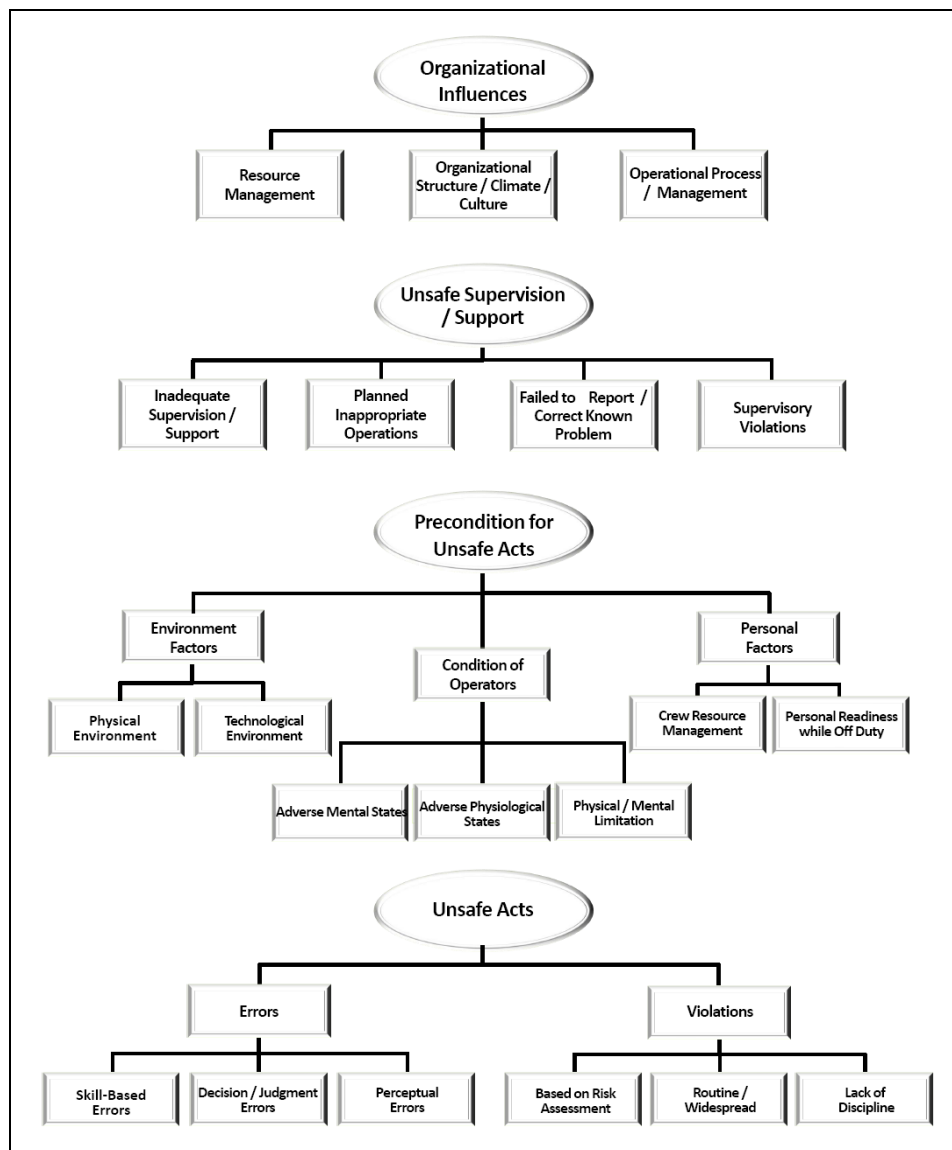 Organizational
Influences
Resource
Management
Organizational
Structure / Climate /
Culture
Operational Process
/ Management
Unsafe Supervision
/ Support
Inadequate
Supervision /
Support
Planned
Inappropriate
Operations
Failed to Report /
Correct Known
Problem
Supervisory
Violations
Precondition for
Unsafe Acts
Environment
Factors
Condition of
Operators
Personal
Factors
Physical
Environment
Technological
Environment
Crew Resource
Management
Personal Readiness
while Off Duty
Adverse Mental States
Adverse Physiological
States
Physical / Mental
Limitation
Unsafe Acts
Errors
Violations
Skill-Based
Errors
Decision / Judgment
Errors
Perceptual
Errors
Based on Risk
Assessment
Routine /
Widespread
Lack of
Discipline